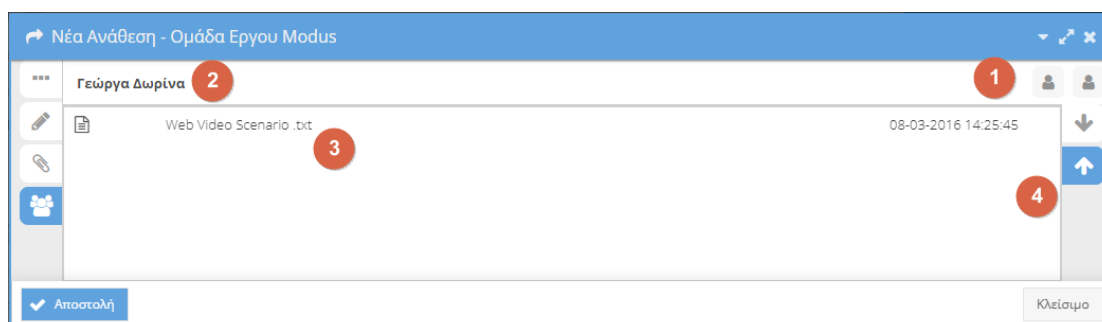 Νέα Ανάθεση - Ομάδα Εργου Modus
Γεώργα Δωρίνα 2 1
Web Video Scenario .txt 08-03-2016 14:25:45
3
4
Αποστολή Κλείσιμο